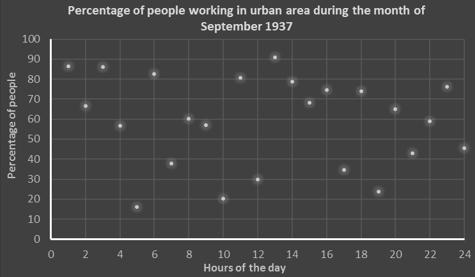 Percentage of people working in urban area during the month of
September 1937
100
90
80
70
60
50
40
30
20
10
0
Percentage of people
0 2 4 6 8 10 12 14 16 18 20 22 24
Hours of the day